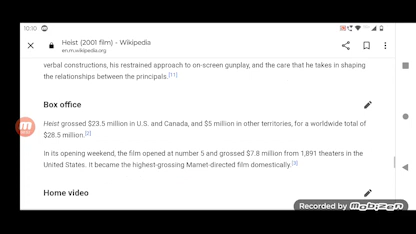 10:10
Heist (2001 film) - Wikipedia
en.m.wikipedia.org
verbal constructions, his restrained approach to on-screen gunplay, and the care that he takes in shaping
the relationships between the principals.[11]
Box office
Heist grossed $23.5 million in U.S. and Canada, and $5 million in other territories, for a worldwide total of
$28.5 million.[2]
In its opening weekend, the film opened at number 5 and grossed $7.8 million from 1,891 theaters in the
United States. It became the highest-grossing Mamet-directed film domestically.[3]
Home video
Recorded by Mobizen